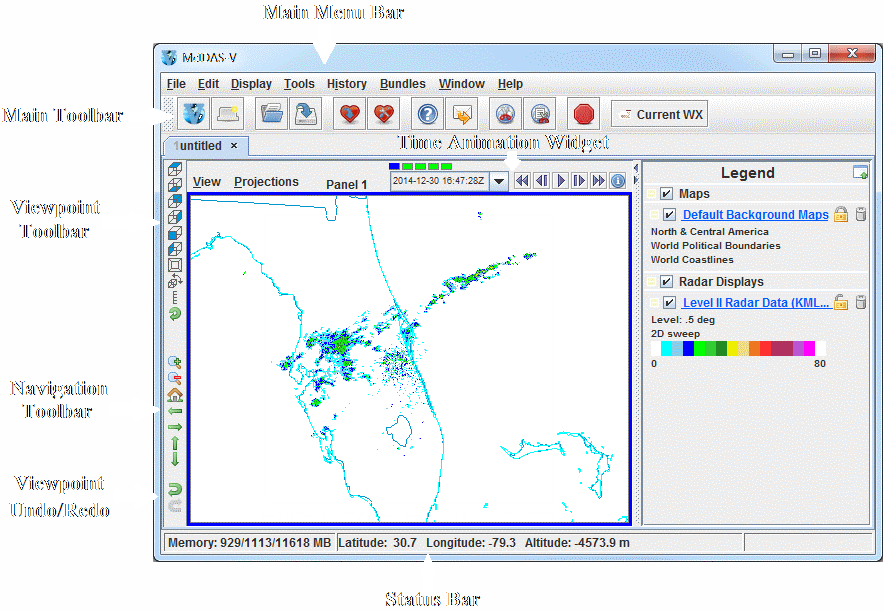 Main Menu Bar
McIDAS-V
File Edit Display Tools History Bundles Window Help
Main Toolbar
Current WX
Time Animation Widget
1untitled ×
Viewpoint
Toolbar
View Projections Panel 1 2014-12-30 16:47:28Z
Legend
Maps
Default Background Maps
North & Central America
World Political Boundaries
World Coastlines
Radar Displays
Level II Radar Data (KML...
Level: .5 deg
2D sweep
0 80
Navigation
Toolbar
Viewpoint
Undo/Redo
Memory: 929/1113/11618 MB Latitude: 30.7 Longitude: -79.3 Altitude: -4573.9 m
Status Bar